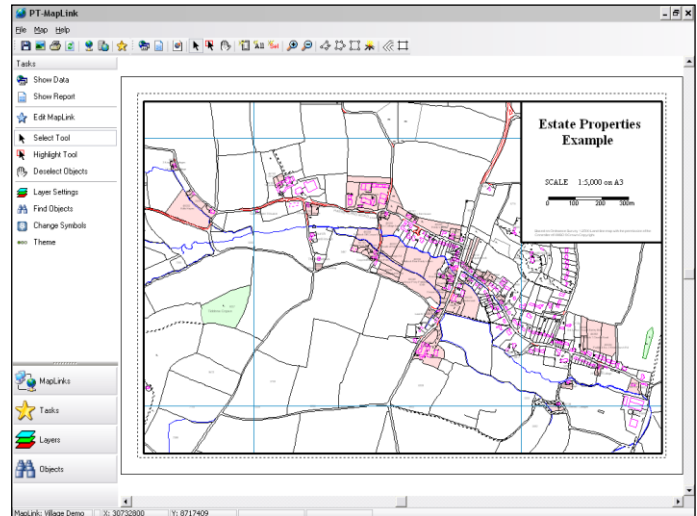 PT-MapLink
File Map Help
Tasks
Show Data
Show Report
Edit MapLink
Select Tool
Highlight Tool
Deselect Objects
Layer Settings
Find Objects
Change Symbols
Theme
MapLinks
Tasks
Layers
Objects
Estate Properties
Example
SCALE 1:5,000 on A3
0 100 200 300m
MapLink: Village Demo X: 30732800 Y: 8717409